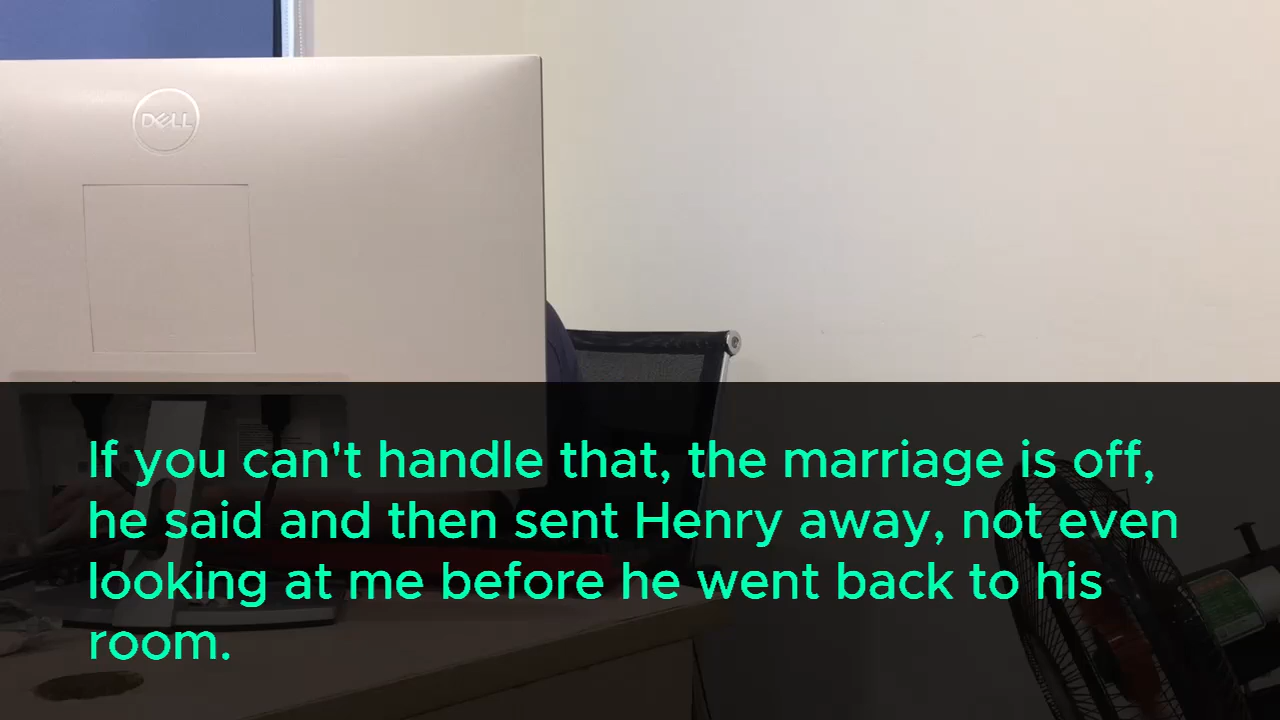 DELL
If you can't handle that, the marriage is off,
he said and then sent Henry away, not even
looking at me before he went back to his
room.